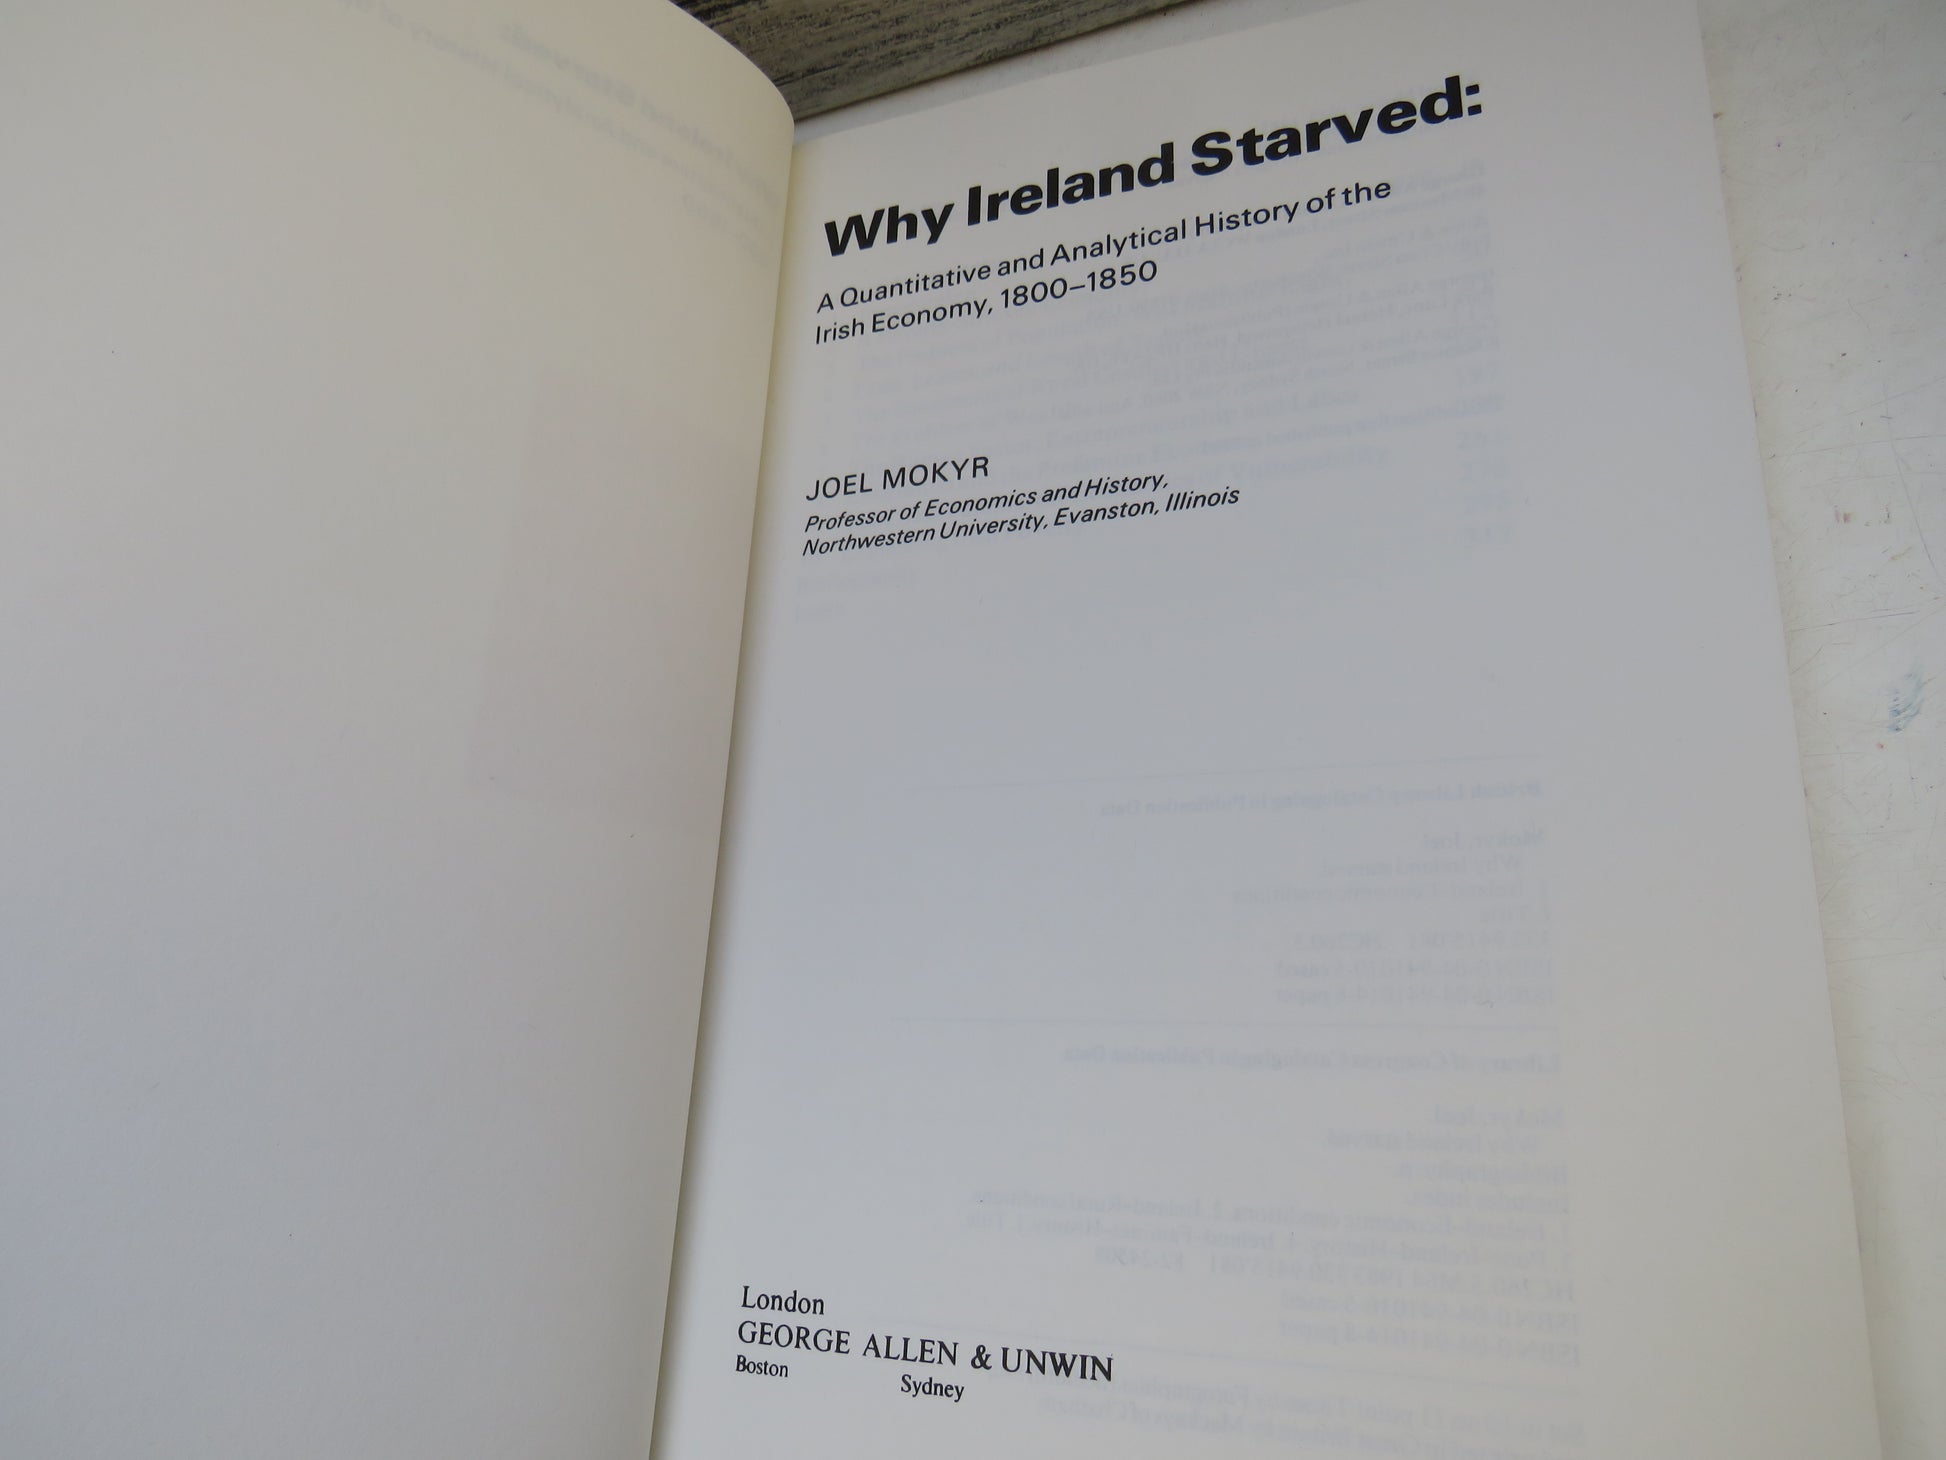 Why Ireland Starved:
A Quantitative and Analytical History of the
Irish Economy, 1800–1850
JOEL MOKYR
Professor of Economics and History,
Northwestern University, Evanston, Illinois
London
GEORGE ALLEN & UNWIN
Boston Sydney